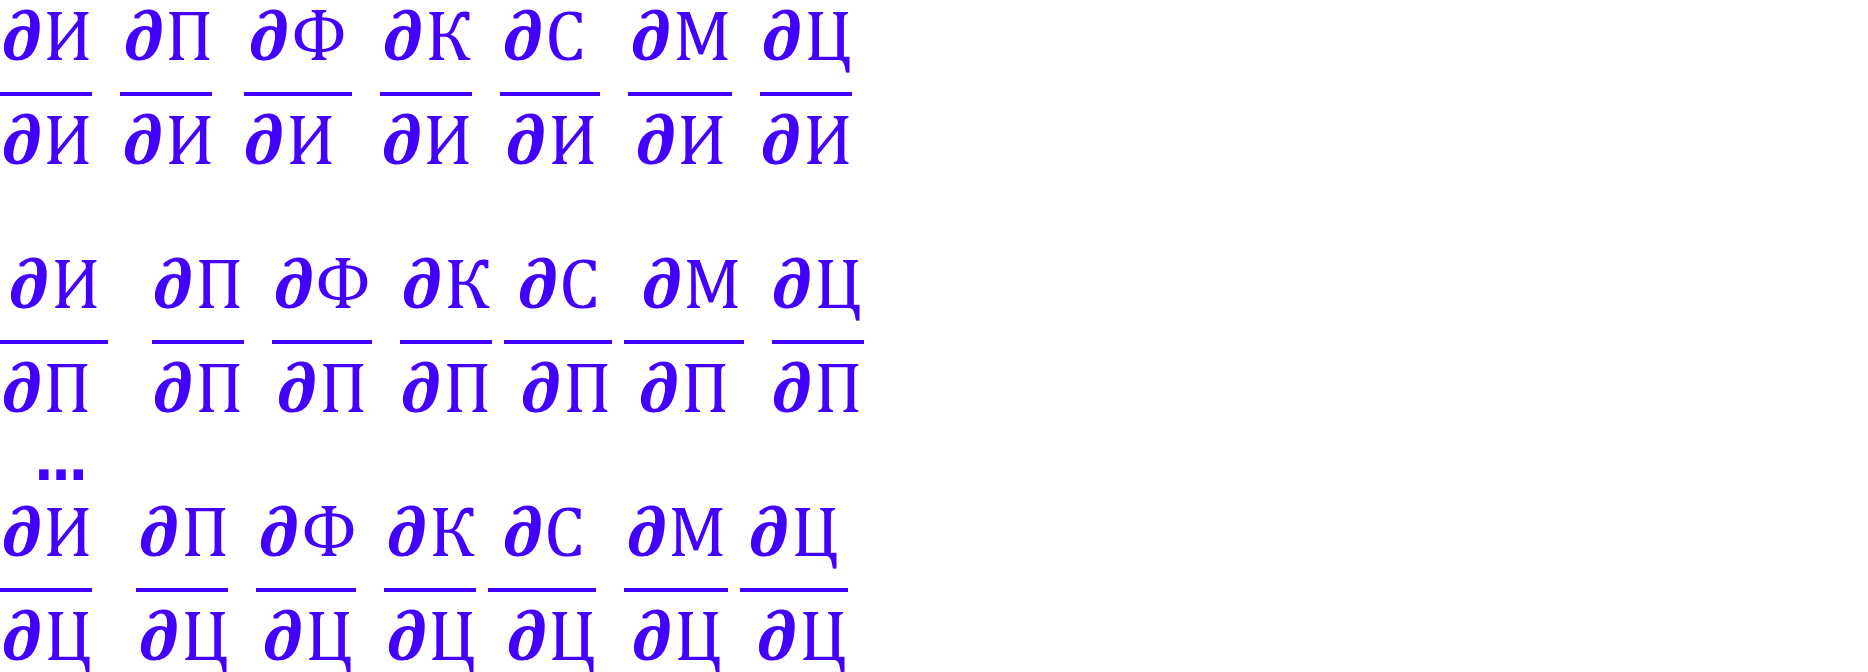 ∂И ∂П ∂Ф ∂К ∂С ∂М ∂Ц
∂И ∂И ∂И ∂И ∂И ∂И ∂И
∂И ∂П ∂Ф ∂К ∂С ∂М ∂Ц
∂П ∂П ∂П ∂П ∂П ∂П ∂П
...
∂И ∂П ∂Ф ∂К ∂С ∂М ∂Ц
∂Ц ∂Ц ∂Ц ∂Ц ∂Ц ∂Ц ∂Ц